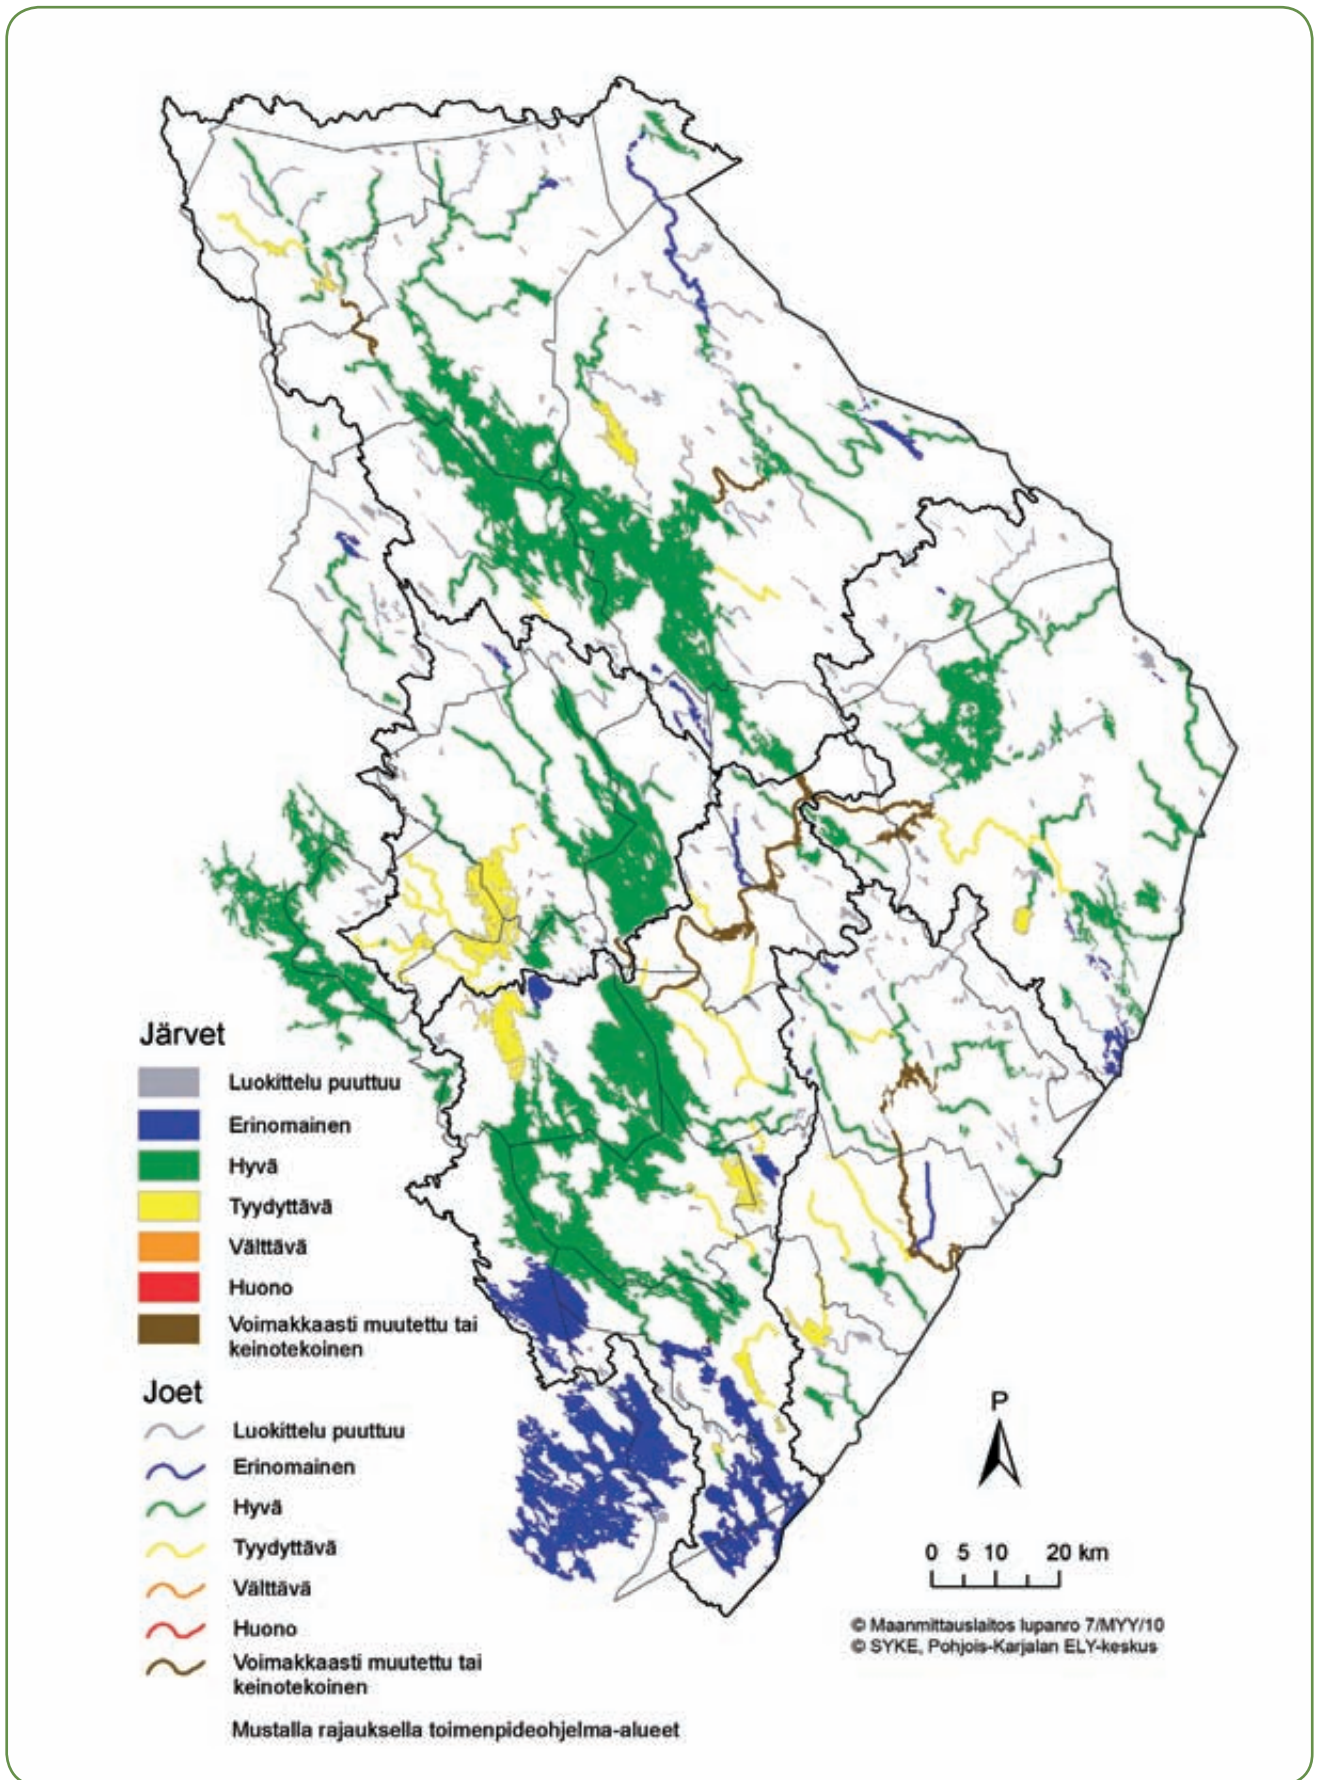 Järvet
Luokittelu puuttuu
Erinomainen
Hyvä
Tyydyttävä
Välttävä
Huono
Voimakkaasti muutettu tai
keinotekoinen
Joet
Luokittelu puuttuu
Erinomainen
Hyvä
Tyydyttävä
Välttävä
Huono
Voimakkaasti muutettu tai
keinotekoinen
Mustalla rajauksella toimenpideohjelma-alueet
P
0 5 10 20 km
© Maanmittauslaitos lupanro 7/MYY/10
© SYKE, Pohjois-Karjalan ELY-keskus